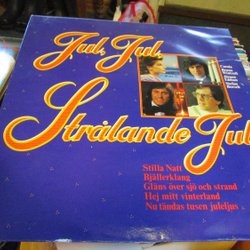 Jul, Jul,
Strålande Jul
Stilla Natt
Bjällerklang
Gläns över sjö och strand
Hej mitt vinterland
Nu tändas tusen juleljus